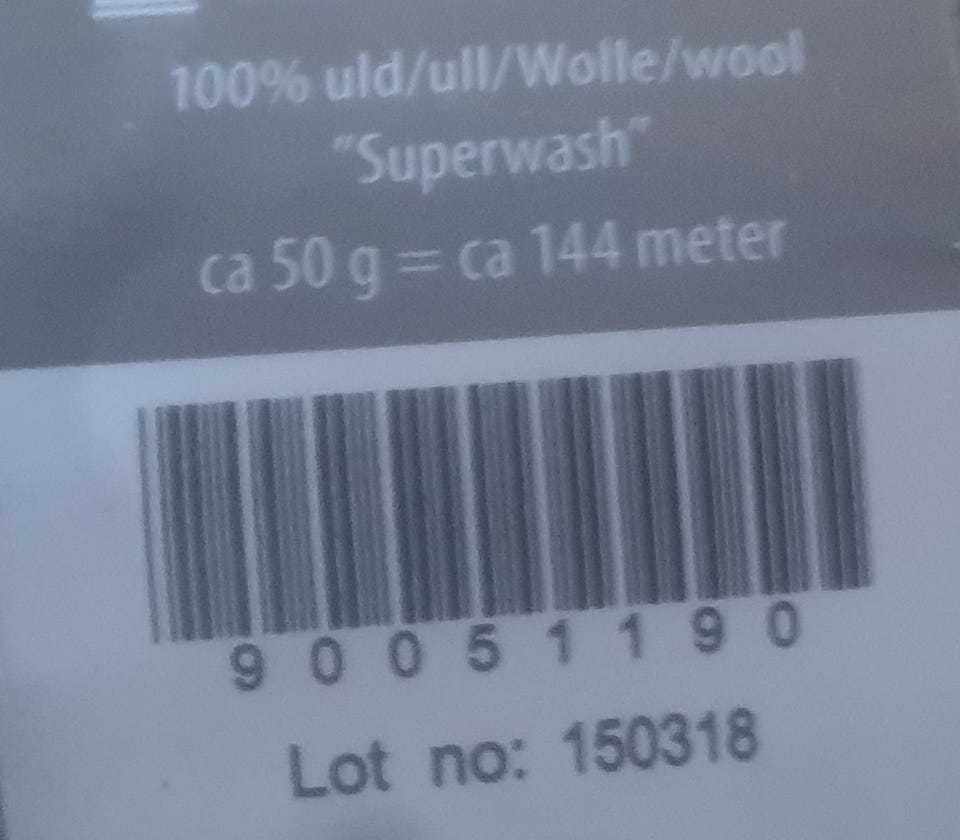 100% uld/ull/Wolle/wool
"Superwash"
ca 50 g = ca 144 meter
9 0 0 5 1 1 9 0
Lot no: 150318